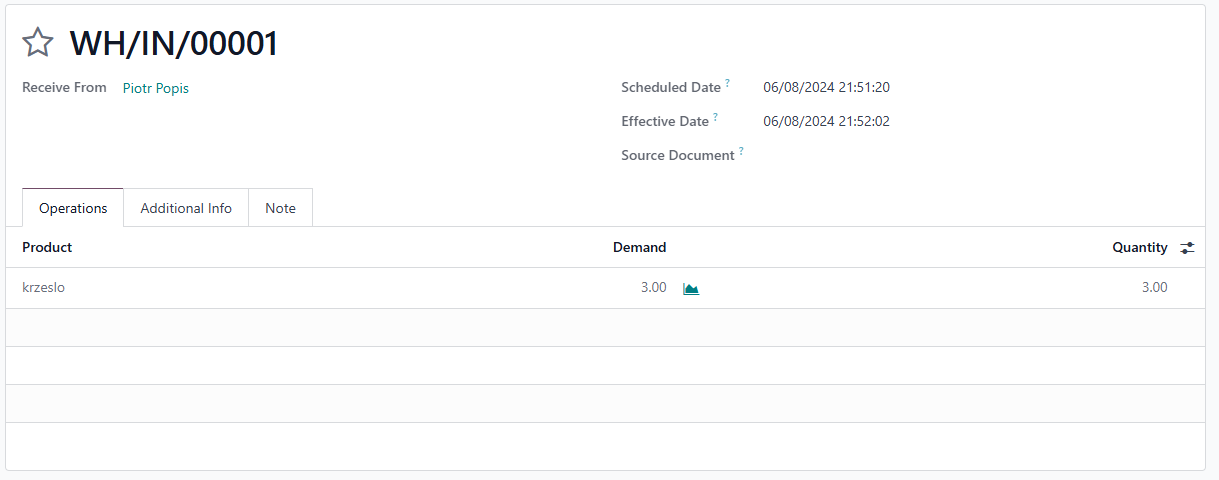 WH/IN/00001
Receive From Piotr Popis
Scheduled Date ? 06/08/2024 21:51:20
Effective Date ? 06/08/2024 21:52:02
Source Document ?
Operations Additional Info Note
Product Demand Quantity
krzeslo 3.00 3.00